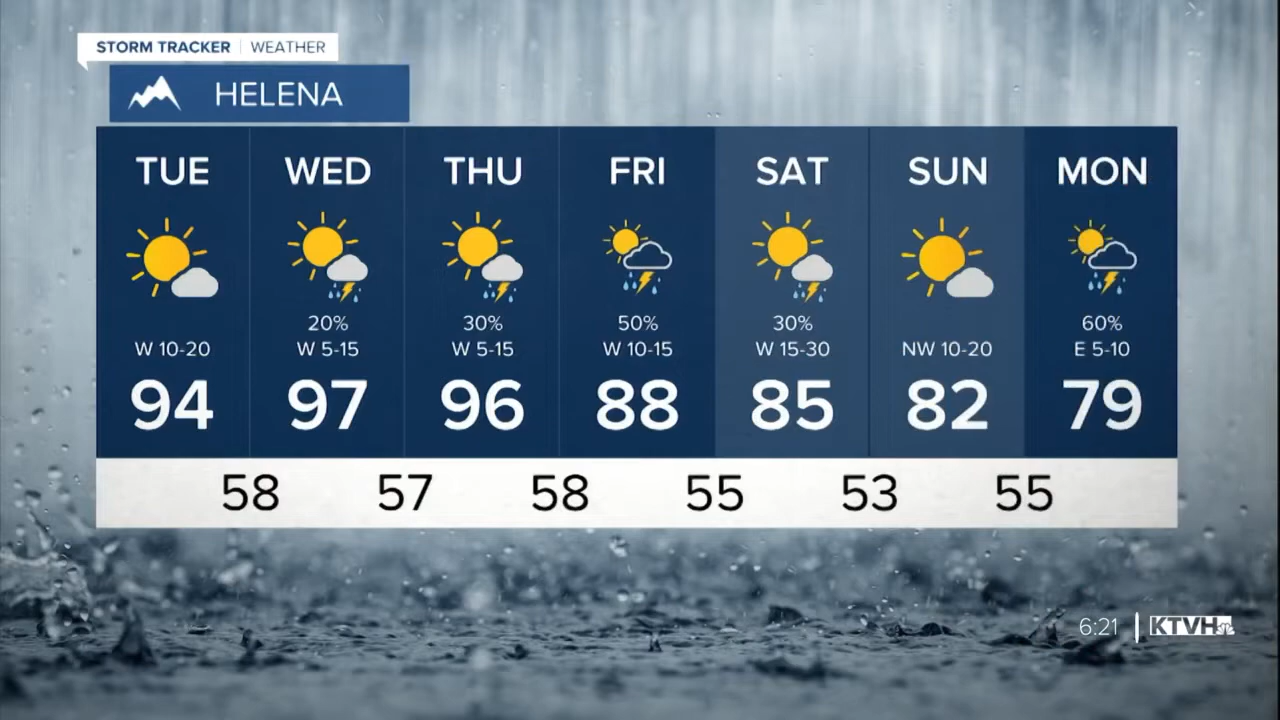 STORM TRACKER | WEATHER
HELENA
TUE WED THU FRI SAT SUN MON
20% 30% 50% 30% 60%
W 10-20 W 5-15 W 5-15 W 10-15 W 15-30 NW 10-20 E 5-10
94 97 96 88 85 82 79
58 57 58 55 53 55
6:21 | KTVH